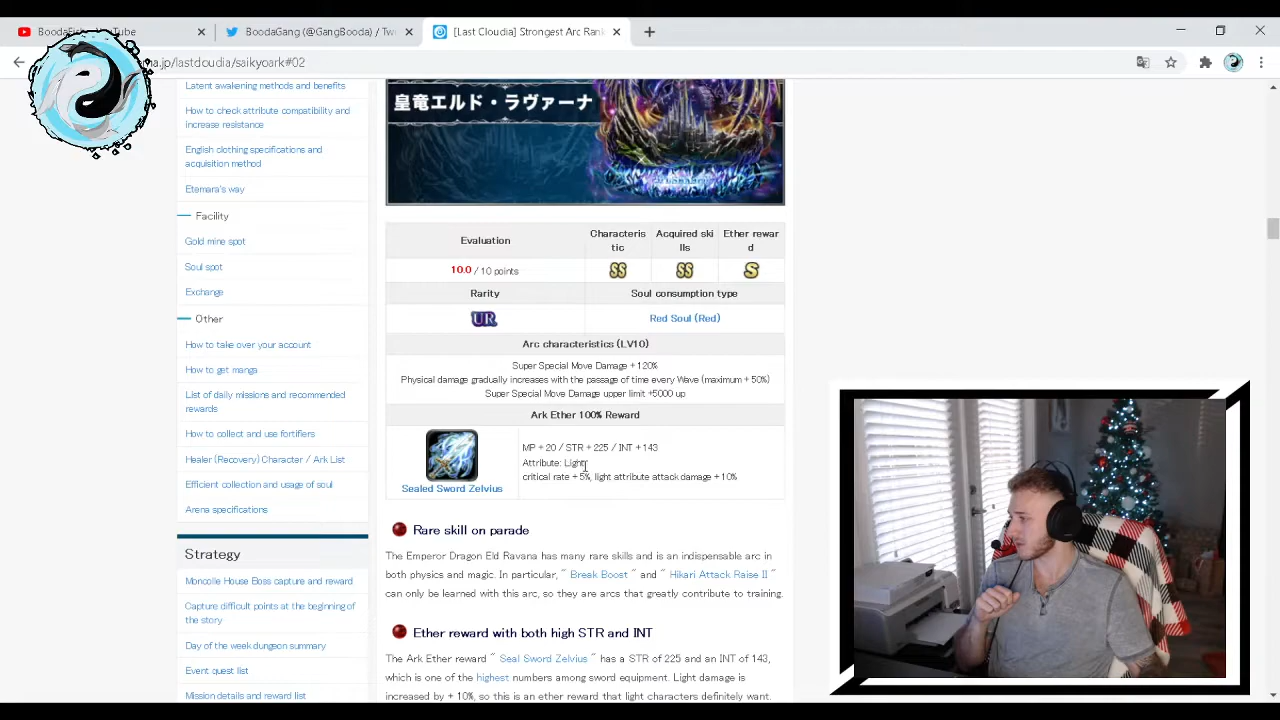 BoodaFis YouTube
BoodaGang (@GangBooda) / Tw
[Last Cloudia] Strongest Arc Ran
ma.jp/lastcloudia/saikyoark#02
Latent awakening methods and benefits
How to check attribute compatibility and
increase resistance
English clothing specifications and
acquisition method
Etemara's way
Facility
Gold mine spot
Soul spot
Exchange
Other
How to take over your account
How to get manga
List of daily missions and recommended
rewards
How to collect and use fortifiers
Healer (Recovery) Character / Ark List
Efficient collection and usage of soul
Arena specifications
Strategy
Moncolle House Boss capture and reward
Capture difficult points at the beginning of
the story
Day of the week dungeon summary
Event quest list
Mission details and reward list
皇竜エルド・ラヴァーナ
Evaluation
Characteris
tic
Acquired ski
lls
Ether rewar
d
10.0 / 10 points
SS
SS
S
Rarity
Soul consumption type
UR
Red Soul (Red)
Arc characteristics (LV10)
Super Special Move Damage + 120%
Physical damage gradually increases with the passage of time every Wave (maximum + 50%)
Super Special Move Damage upper limit +5000 up
Ark Ether 100% Reward
Sealed Sword Zelvius
MP + 20 / STR + 225 / INT + 143
Attribute: Light
critical rate + 5%, light attribute attack damage + 10%
Rare skill on parade
The Emperor Dragon Eld Ravana has many rare skills and is an indispensable arc in
both physics and magic. In particular, " Break Boost " and " Hikari Attack Raise II "
can only be learned with this arc, so they are arcs that greatly contribute to training.
Ether reward with both high STR and INT
The Ark Ether reward " Seal Sword Zelvius " has a STR of 225 and an INT of 143,
which is one of the highest numbers among sword equipment. Light damage is
increased by + 10%, so this is an ether reward that light characters definitely want.